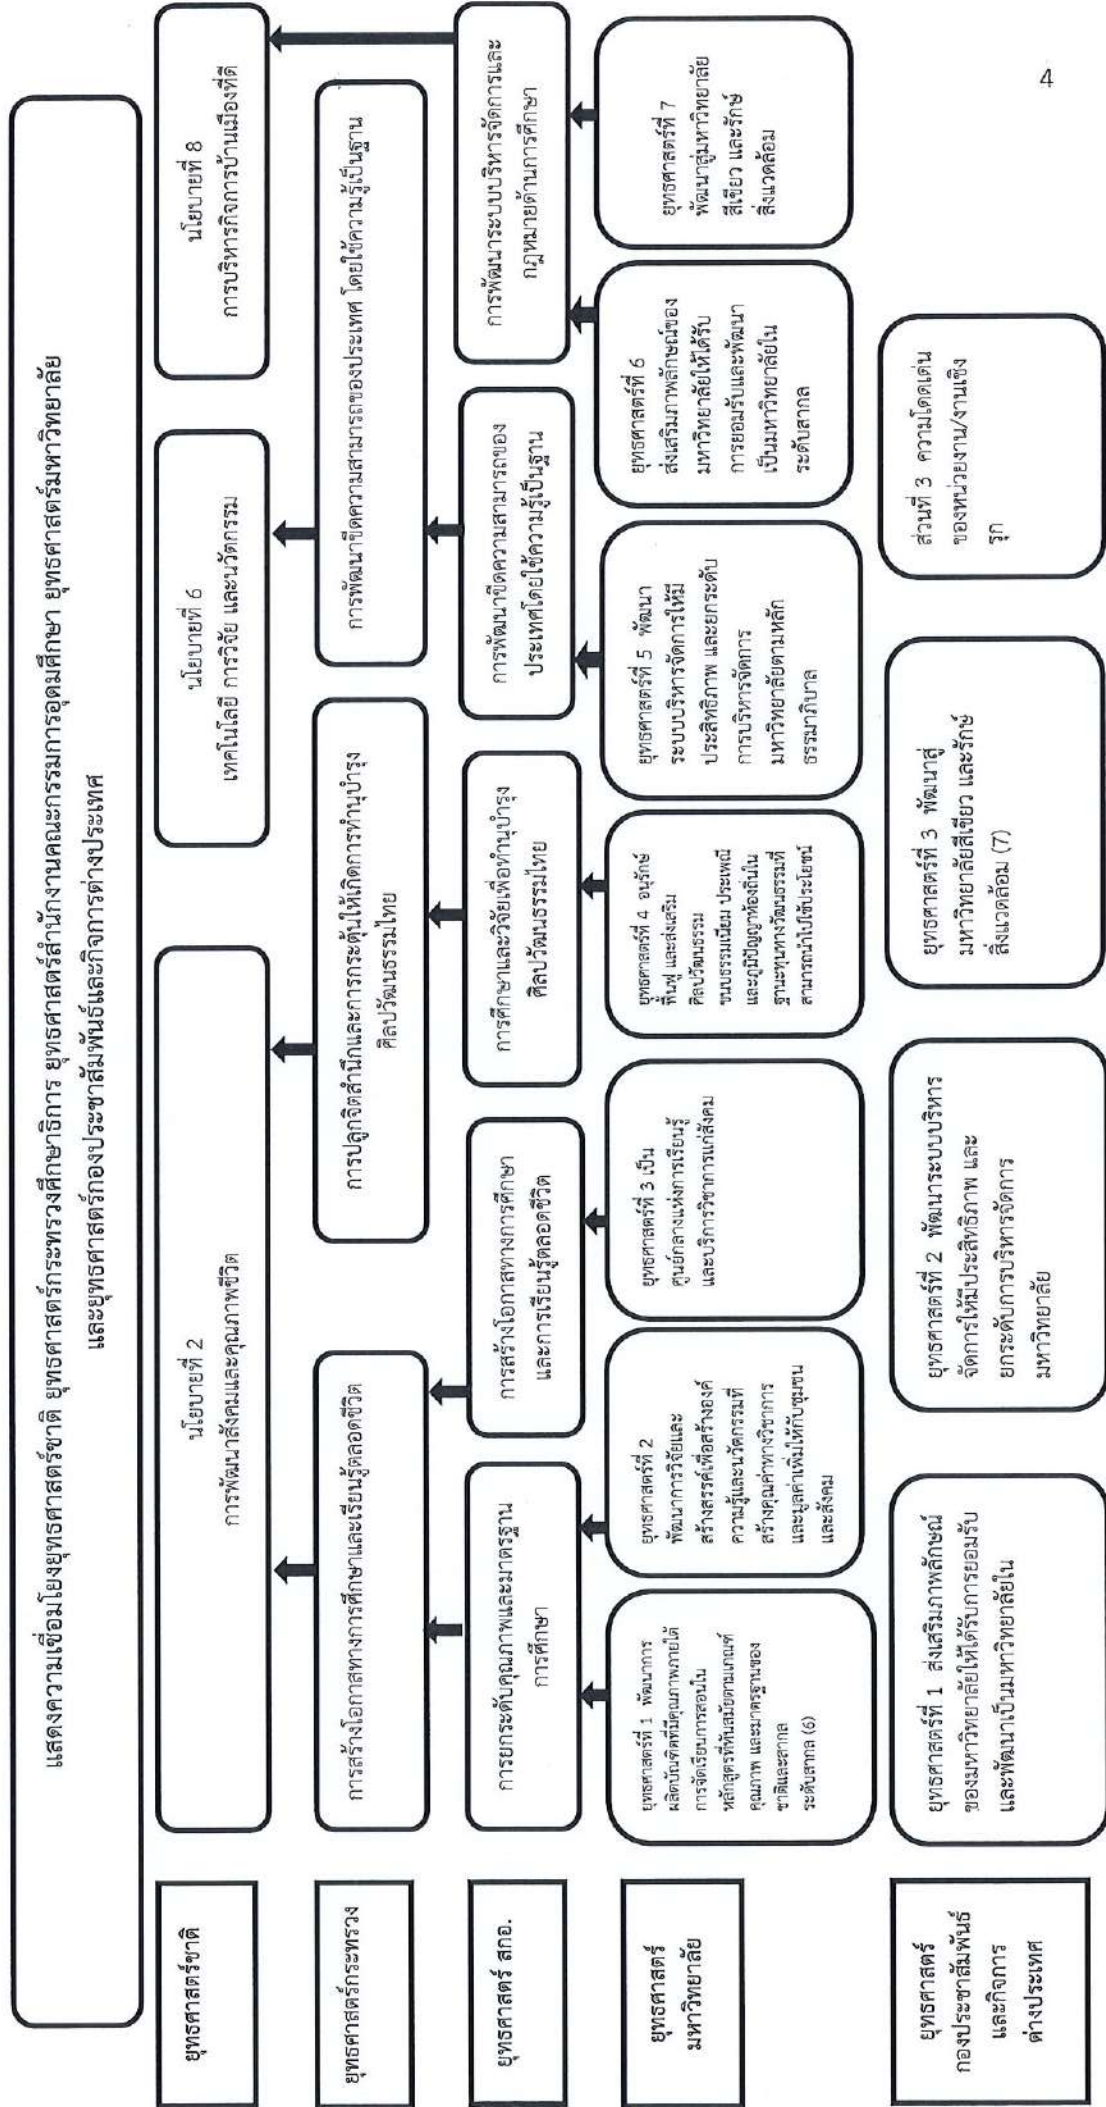 แสดงความเชื่อมโยงยุทธศาสตร์ชาติ ยุทธศาสตร์กระทรวงศึกษาธิการ ยุทธศาสตร์สำนักงานคณะกรรมการอุดมศึกษา ยุทธศาสตร์มหาวิทยาลัย
และยุทธศาสตร์กองประชาสัมพันธ์และกิจการต่างประเทศ
ยุทธศาสตร์ชาติ
นโยบายที่ 2
การพัฒนาสังคมและคุณภาพชีวิต
นโยบายที่ 6
เทคโนโลยี การวิจัย และนวัตกรรม
นโยบายที่ 8
การบริหารกิจการบ้านเมืองที่ดี
ยุทธศาสตร์กระทรวง
การสร้างโอกาสทางการศึกษาและเรียนรู้ตลอดชีวิต
การปลูกจิตสำนึกและการกระตุ้นให้เกิดการทำนุบำรุง
ศิลปวัฒนธรรมไทย
การพัฒนาขีดความสามารถของประเทศ โดยใช้ความรู้เป็นฐาน
ยุทธศาสตร์ สกอ.
การยกระดับคุณภาพและมาตรฐาน
การศึกษา
การสร้างโอกาสทางการศึกษา
และการเรียนรู้ตลอดชีวิต
การศึกษาและวิจัยเพื่อทำนุบำรุง
ศิลปวัฒนธรรมไทย
การพัฒนาขีดความสามารถของ
ประเทศโดยใช้ความรู้เป็นฐาน
การพัฒนาระบบบริหารจัดการและ
กฎหมายด้านการศึกษา
ยุทธศาสตร์
มหาวิทยาลัย
ยุทธศาสตร์ที่ 1 พัฒนาการ
ผลิตบัณฑิตที่มีคุณภาพภายใต้
การจัดเรียนการสอนใน
หลักสูตรที่ทันสมัยตามเกณฑ์
คุณภาพ และมาตรฐานของ
ชาติและสากล
ระดับสากล (6)
ยุทธศาสตร์ที่ 2
พัฒนาการวิจัยและ
สร้างสรรค์เพื่อสร้างองค์
ความรู้และนวัตกรรมที่
สร้างคุณค่าทางวิชาการ
และมูลค่าเพิ่มให้กับชุมชน
และสังคม
ยุทธศาสตร์ที่ 3 เป็น
ศูนย์กลางแห่งการเรียนรู้
และบริการวิชาการแก่สังคม
ยุทธศาสตร์ที่ 4 อนุรักษ์
ฟื้นฟู และส่งเสริม
ศิลปวัฒนธรรม
ขนบธรรมเนียม ประเพณี
และภูมิปัญญาท้องถิ่นใน
ฐานะทุนทางวัฒนธรรมที่
สามารถนำไปใช้ประโยชน์
ยุทธศาสตร์ที่ 5 พัฒนา
ระบบบริหารจัดการให้มี
ประสิทธิภาพ และยกระดับ
การบริหารจัดการ
มหาวิทยาลัยตามหลัก
ธรรมาภิบาล
ยุทธศาสตร์ที่ 6
ส่งเสริมภาพลักษณ์ของ
มหาวิทยาลัยให้ได้รับ
การยอมรับและพัฒนา
เป็นมหาวิทยาลัยใน
ระดับสากล
ยุทธศาสตร์ที่ 7
พัฒนาสู่มหาวิทยาลัย
สีเขียว และรักษ์
สิ่งแวดล้อม
ยุทธศาสตร์
กองประชาสัมพันธ์
และกิจการ
ต่างประเทศ
ยุทธศาสตร์ที่ 1 ส่งเสริมภาพลักษณ์
ของมหาวิทยาลัยให้ได้รับการยอมรับ
และพัฒนาเป็นมหาวิทยาลัยใน
ยุทธศาสตร์ที่ 2 พัฒนาระบบบริหาร
จัดการให้มีประสิทธิภาพ และ
ยกระดับการบริหารจัดการ
มหาวิทยาลัย
ยุทธศาสตร์ที่ 3 พัฒนาสู่
มหาวิทยาลัยสีเขียว และรักษ์
สิ่งแวดล้อม (7)
ส่วนที่ 3 ความโดดเด่น
ของหน่วยงาน/งานเชิง
รุก
4